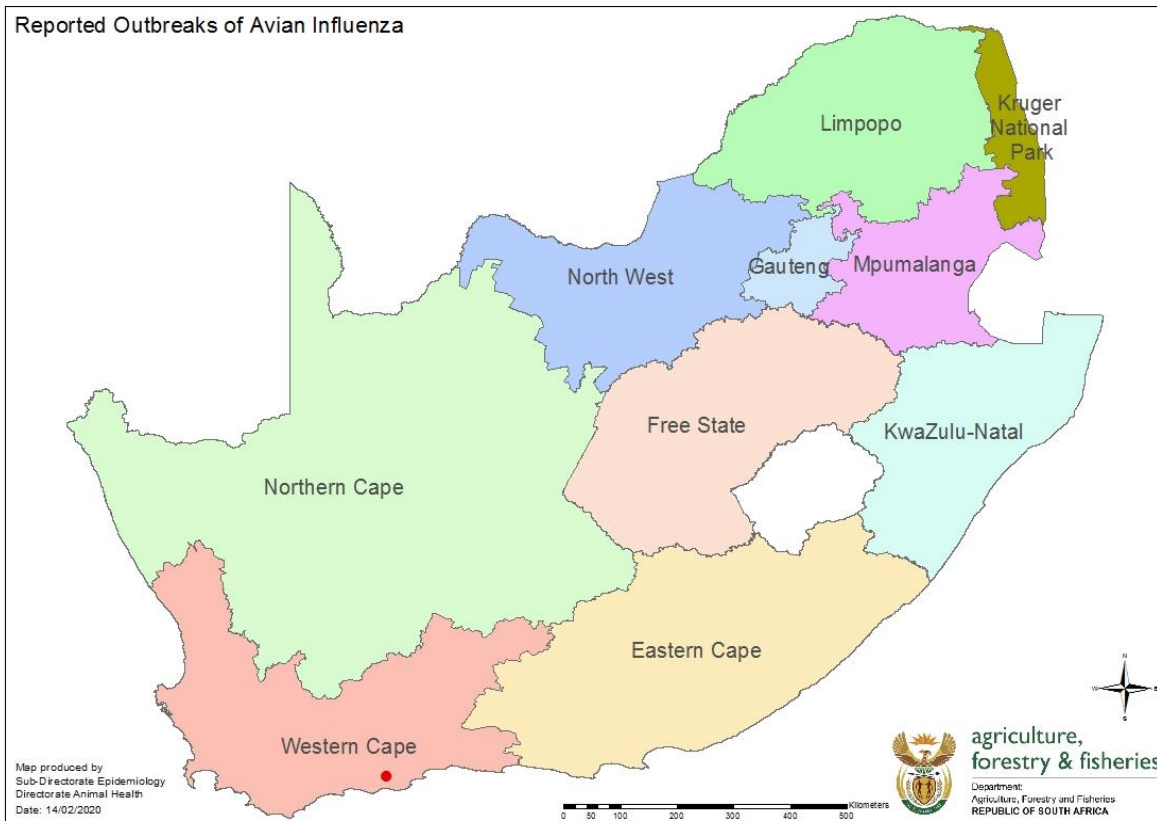 Reported Outbreaks of Avian Influenza
Limpopo
Kruger
National
Park
North West
Gauteng
Mpumalanga
Free State
KwaZulu-Natal
Northern Cape
Eastern Cape
Western Cape
N
W
E
S
Map produced by
Sub-Directorate Epidemiology
Directorate Animal Health
Date: 14/02/2020
Kilometers
0 50 100 200 300 400 500
agriculture,
forestry & fisheries
Department:
Agriculture, Forestry and Fisheries
REPUBLIC OF SOUTH AFRICA